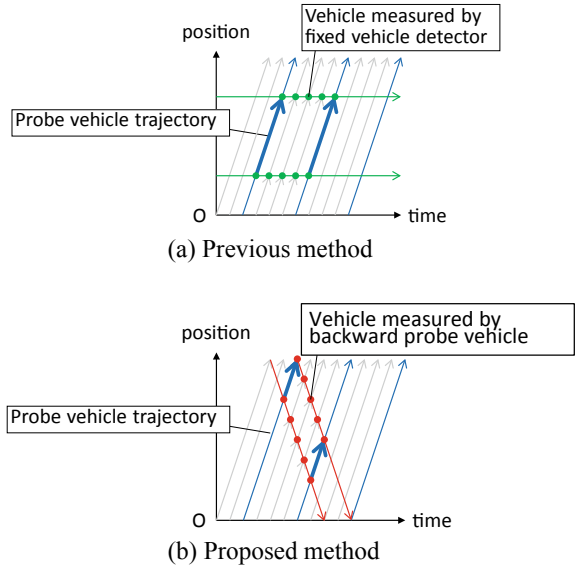 position
Vehicle measured by
fixed vehicle detector
Probe vehicle trajectory
O
time
(a) Previous method
position
Vehicle measured by
backward probe vehicle
Probe vehicle trajectory
O
time
(b) Proposed method